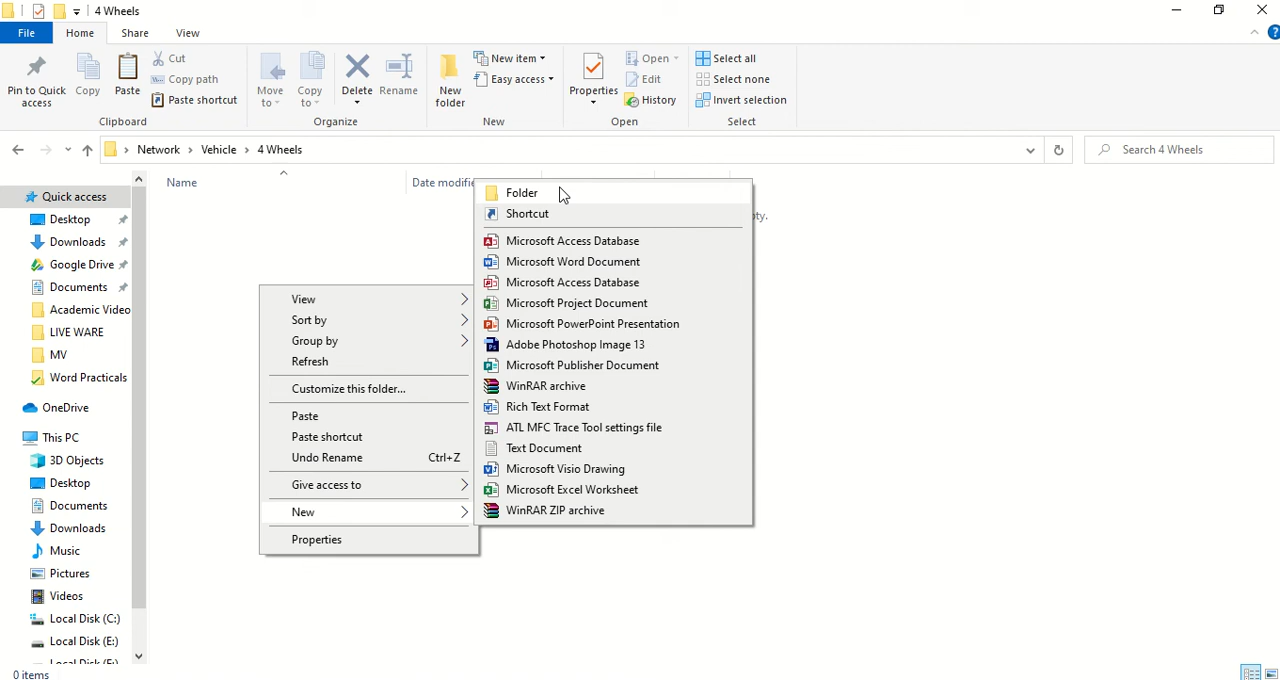 4 Wheels
File Home Share View
Pin to Quick access
Copy
Paste
Cut
Copy path
Paste shortcut
Clipboard
Move to
Copy to
Delete
Rename
Organize
New folder
New item
Easy access
New
Properties
Open
Edit
History
Open
Select all
Select none
Invert selection
Select
Network Vehicle 4 Wheels
Search 4 Wheels
Name
Quick access
Desktop
Downloads
Google Drive
Documents
Academic Video
LIVE WARE
MV
Word Practicals
OneDrive
This PC
3D Objects
Desktop
Documents
Downloads
Music
Pictures
Videos
Local Disk (C:)
Local Disk (E:)
View
Sort by
Group by
Refresh
Customize this folder...
Paste
Paste shortcut
Undo Rename Ctrl+Z
Give access to
New
Properties
Folder
Shortcut
Microsoft Access Database
Microsoft Word Document
Microsoft Access Database
Microsoft Project Document
Microsoft PowerPoint Presentation
Adobe Photoshop Image 13
Microsoft Publisher Document
WinRAR archive
Rich Text Format
ATL MFC Trace Tool settings file
Text Document
Microsoft Visio Drawing
Microsoft Excel Worksheet
WinRAR ZIP archive
0 items